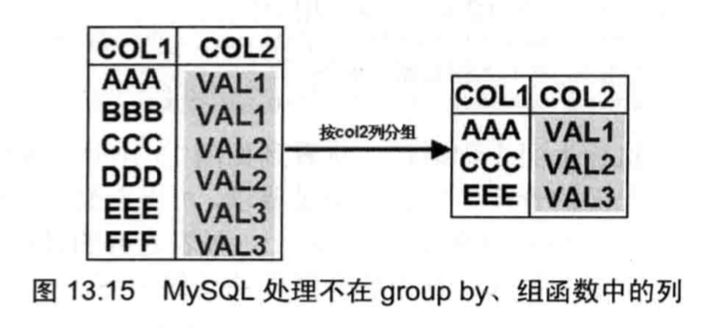 COL1 COL2
AAA VAL1
BBB VAL1
CCC VAL2
DDD VAL2
EEE VAL3
FFF VAL3
按col2列分组
COL1 COL2
AAA VAL1
CCC VAL2
EEE VAL3
图 13.15 MySQL 处理不在 group by、组函数中的列